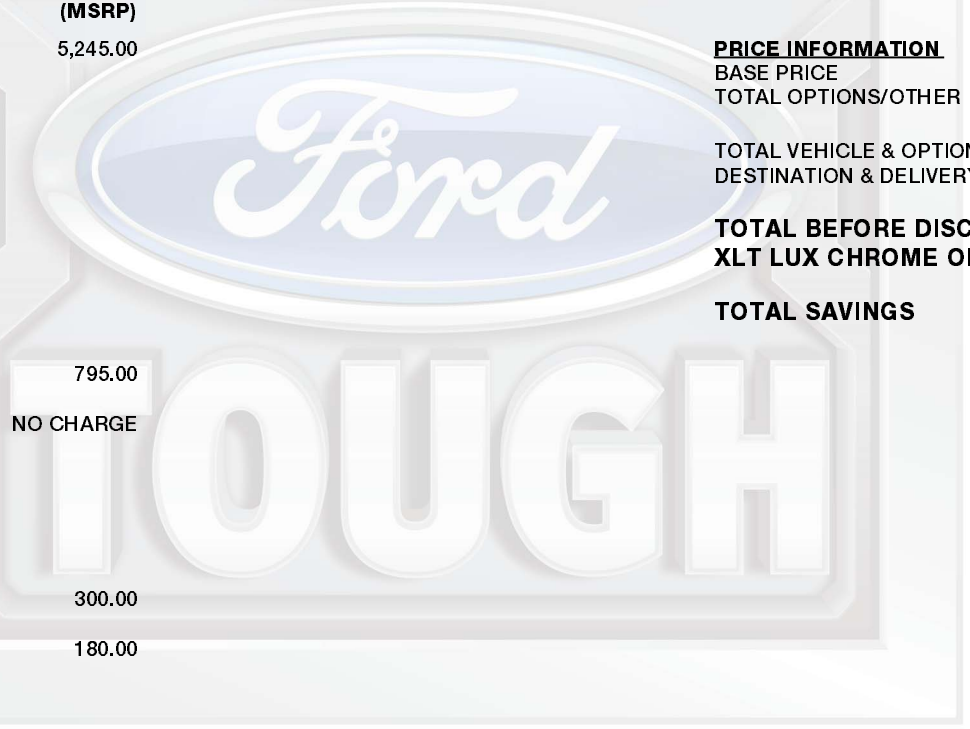 (MSRP)
5,245.00
795.00
NO CHARGE
300.00
180.00
Ford
TOUGH
PRICE INFORMATION
BASE PRICE
TOTAL OPTIONS/OTHER
TOTAL VEHICLE & OPTION
DESTINATION & DELIVERY
TOTAL BEFORE DISC
XLT LUX CHROME O
TOTAL SAVINGS